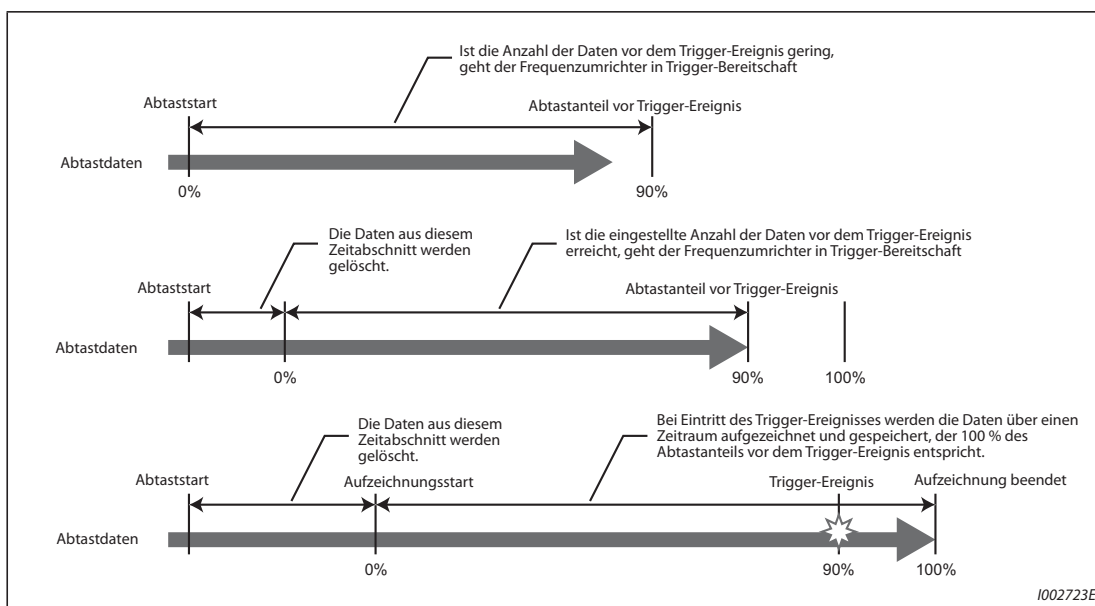 Ist die Anzahl der Daten vor dem Trigger-Ereignis gering,
geht der Frequenzumrichter in Trigger-Bereitschaft
Abtaststart
Abtastanteil vor Trigger-Ereignis
Abtastdaten
0%
90%
Die Daten aus diesem
Zeitabschnitt werden
gelöscht.
Ist die eingestellte Anzahl der Daten vor dem Trigger-Ereignis
erreicht, geht der Frequenzumrichter in Trigger-Bereitschaft
Abtaststart
Abtastanteil vor Trigger-Ereignis
Abtastdaten
0%
90%
100%
Die Daten aus diesem
Zeitabschnitt werden
gelöscht.
Bei Eintritt des Trigger-Ereignisses werden die Daten über einen
Zeitraum aufgezeichnet und gespeichert, der 100 % des
Abtastanteils vor dem Trigger-Ereignis entspricht.
Abtaststart
Aufzeichnungsstart
Trigger-Ereignis
Aufzeichnung beendet
Abtastdaten
0%
90%
100%
I002723E